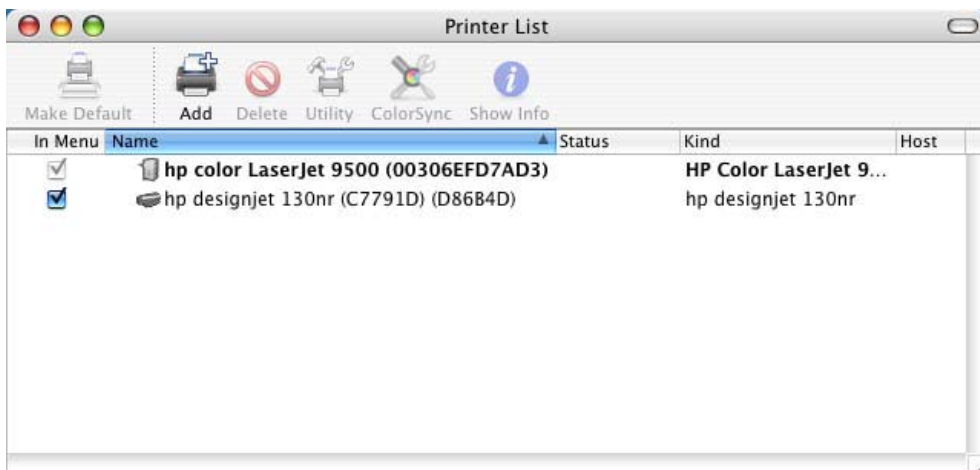 Printer List
Make Default Add Delete Utility ColorSync Show Info
In Menu Name Status Kind Host
hp color LaserJet 9500 (00306EFD7AD3) HP Color LaserJet 9...
hp designjet 130nr (C7791D) (D86B4D) hp designjet 130nr